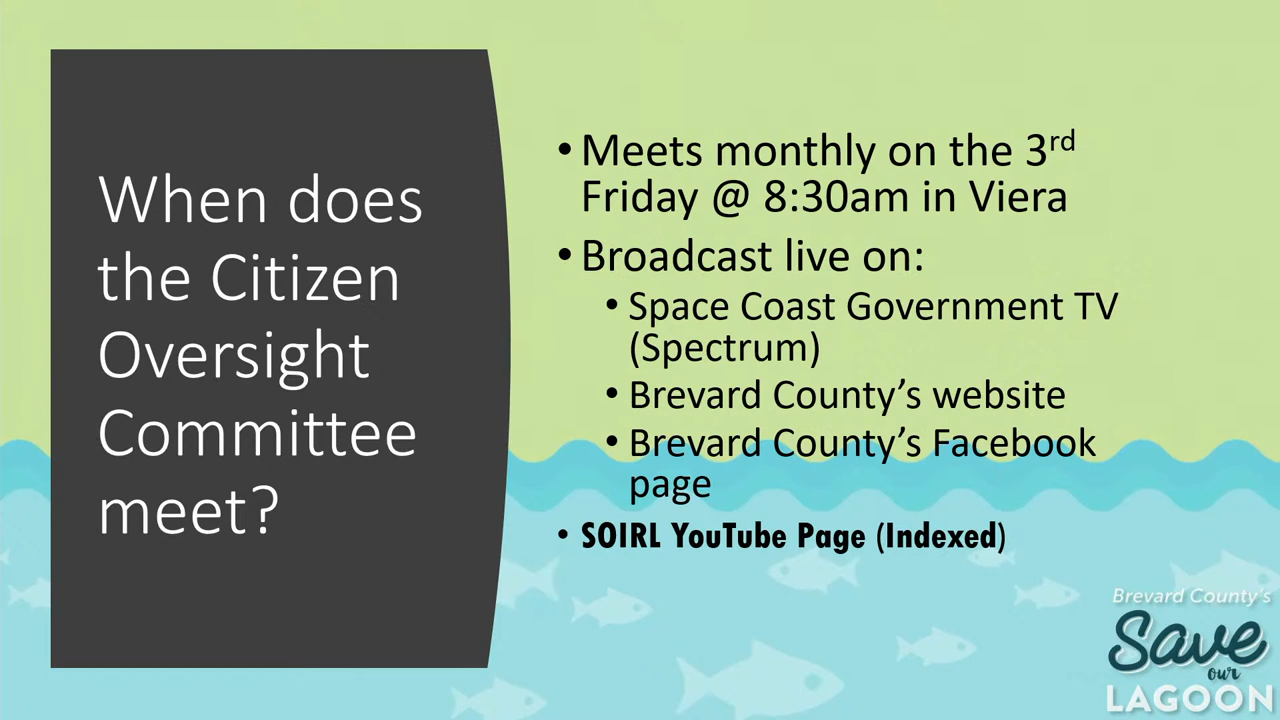 When does
the Citizen
Oversight
Committee
meet?
• Meets monthly on the 3rd
Friday @ 8:30am in Viera
• Broadcast live on:
• Space Coast Government TV
(Spectrum)
• Brevard County’s website
• Brevard County’s Facebook
page
• SOIRL YouTube Page (Indexed)
Brevard County's
Save
our
LAGOON